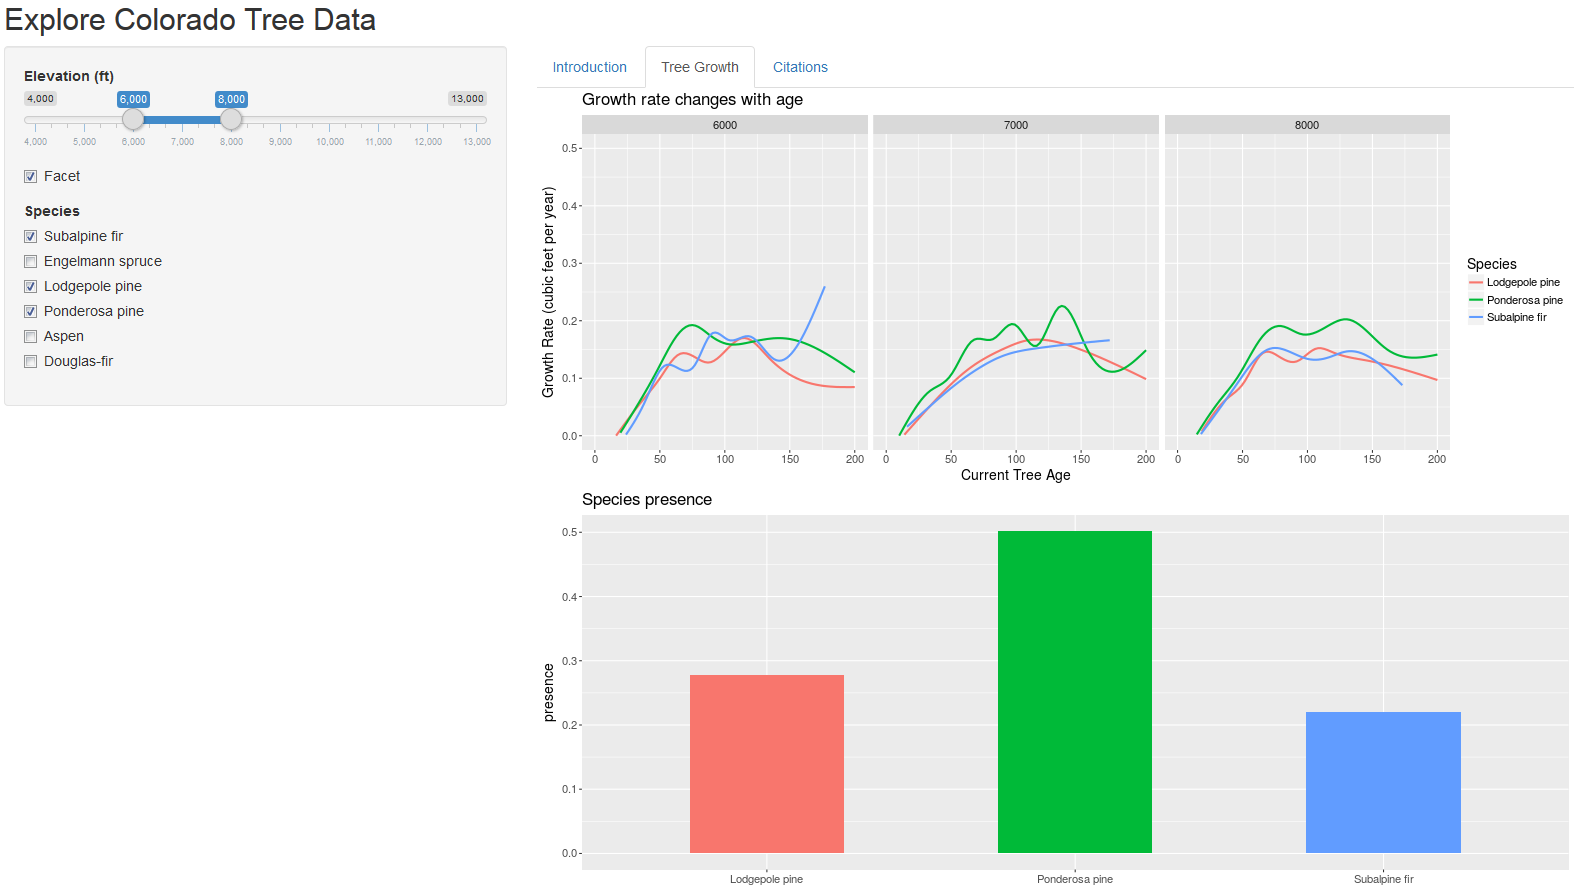 Explore Colorado Tree Data
Elevation (ft)
4,000 6,000 8,000 13,000
4,000 5,000 6,000 7,000 8,000 9,000 10,000 11,000 12,000 13,000
Facet
Species
Subalpine fir
Engelmann spruce
Lodgepole pine
Ponderosa pine
Aspen
Douglas-fir
Introduction Tree Growth Citations
Growth rate changes with age
6000 7000 8000
Growth Rate (cubic feet per year)
0.5
0.4
0.3
0.2
0.1
0.0
0 50 100 150 200 0 50 100 150 200 0 50 100 150 200
Current Tree Age
Species
Lodgepole pine
Ponderosa pine
Subalpine fir
Species presence
presence
0.5
0.4
0.3
0.2
0.1
0.0
Lodgepole pine Ponderosa pine Subalpine fir